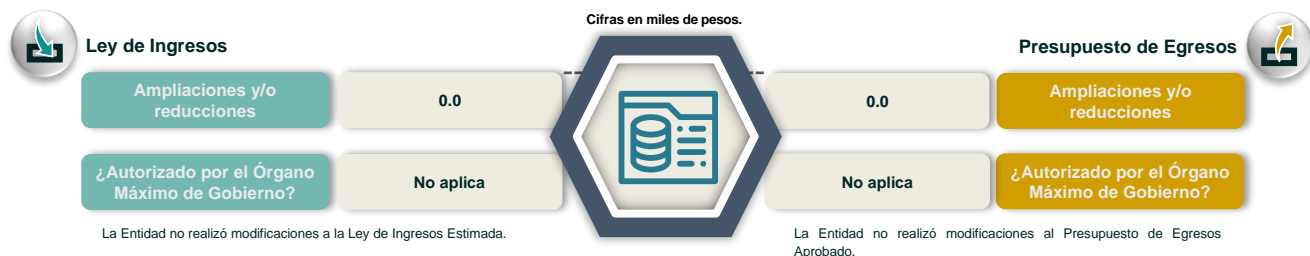 Cifras en miles de pesos.
Ley de Ingresos
Presupuesto de Egresos
Ampliaciones y/o
reducciones
0.0
0.0
Ampliaciones y/o
reducciones
¿Autorizado por el Órgano
Máximo de Gobierno?
No aplica
No aplica
¿Autorizado por el Órgano
Máximo de Gobierno?
La Entidad no realizó modificaciones a la Ley de Ingresos Estimada.
La Entidad no realizó modificaciones al Presupuesto de Egresos
Aprobado.